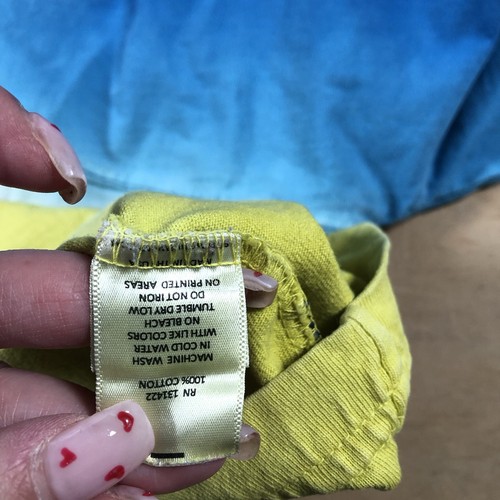 RN 131422
100% COTTON
MACHINE WASH
IN COLD WATER
WITH LIKE COLORS
NO BLEACH
TUMBLE DRY LOW
DO NOT IRON
ON PRINTED AREAS